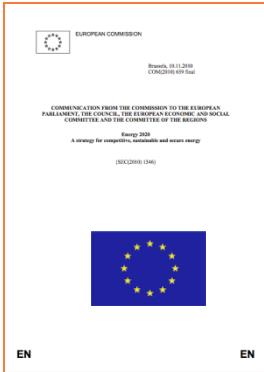 EUROPEAN COMMISSION
Brussels, 10.11.2010
COM(2010) 639 final
COMMUNICATION FROM THE COMMISSION TO THE EUROPEAN
PARLIAMENT, THE COUNCIL, THE EUROPEAN ECONOMIC AND SOCIAL
COMMITTEE AND THE COMMITTEE OF THE REGIONS
Energy 2020
A strategy for competitive, sustainable and secure energy
{SEC(2010) 1346}
EN
EN